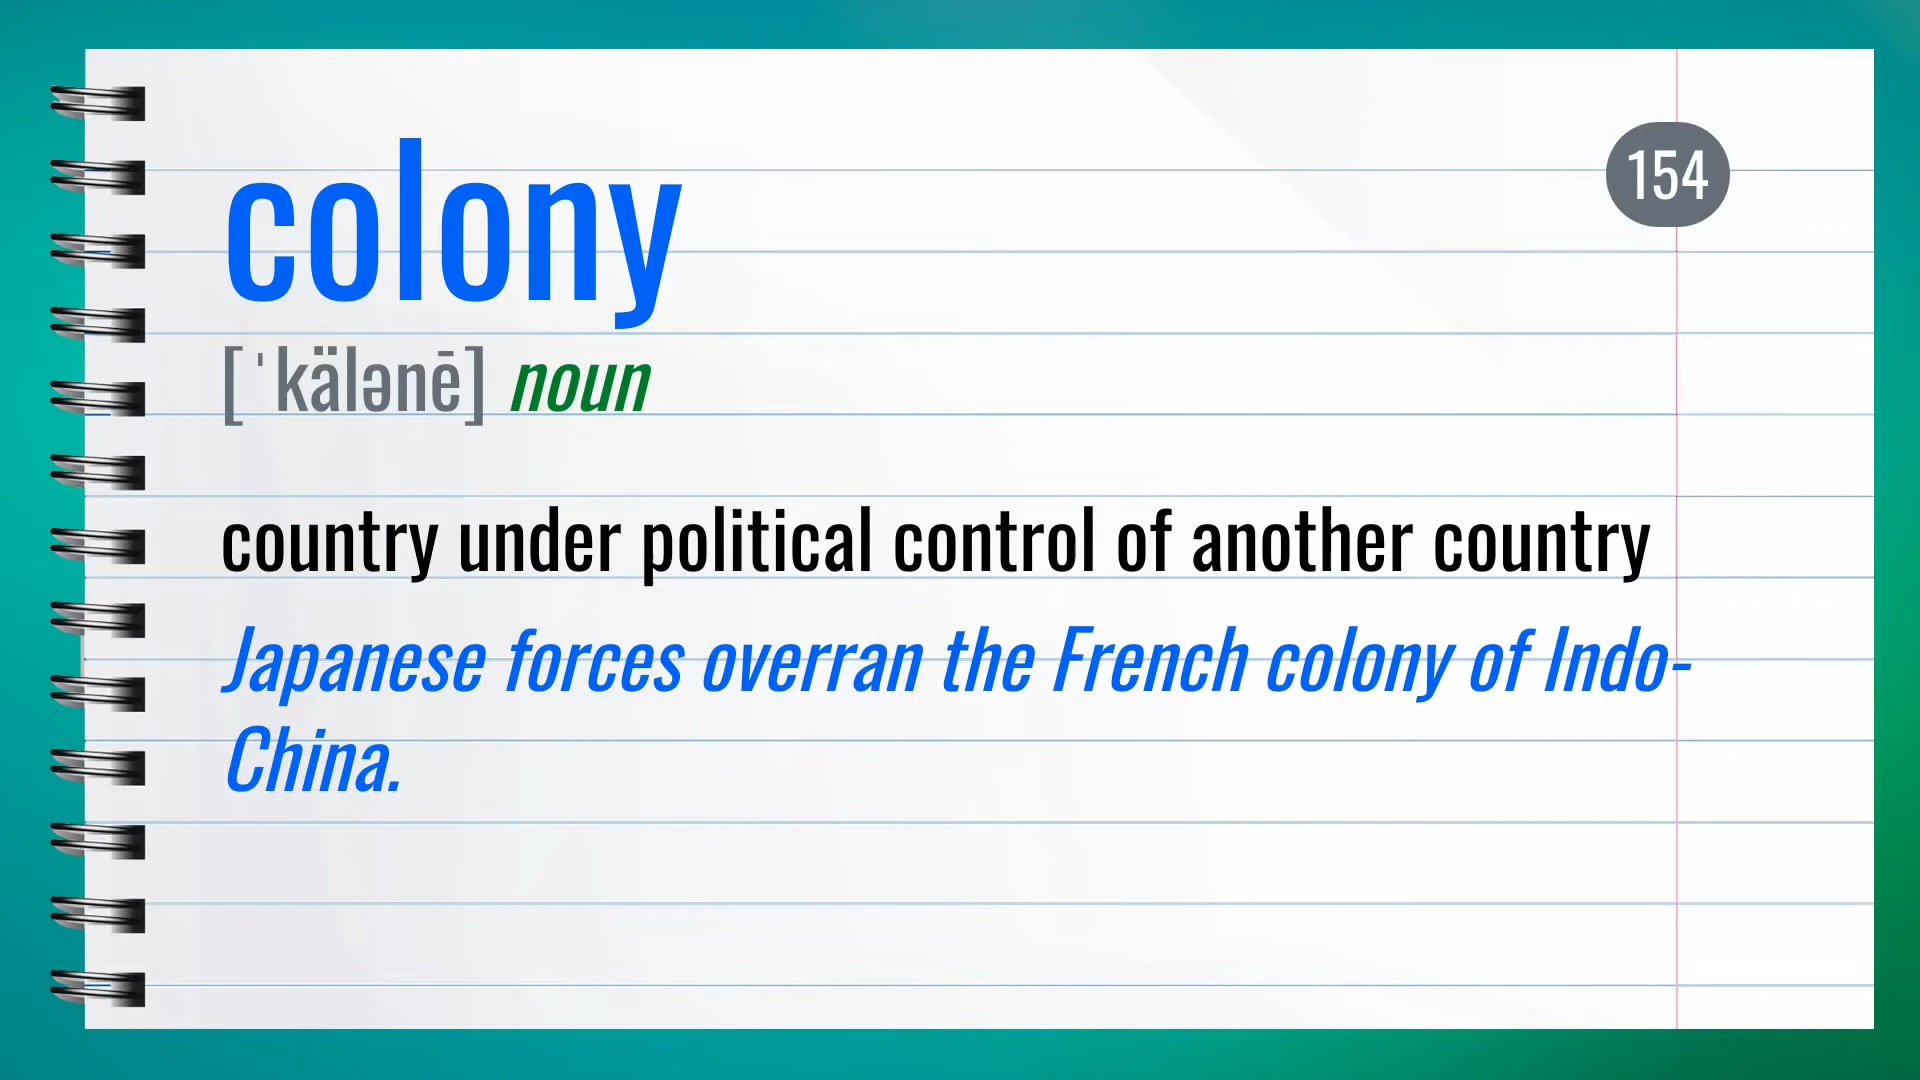 colony
154
[ˈkälənē] noun
country under political control of another country
Japanese forces overran the French colony of Indo-
China.